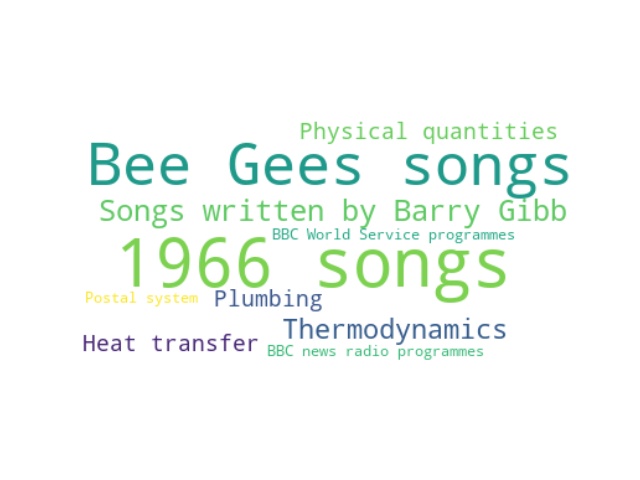 Physical quantities
Bee Gees songs
Songs written by Barry Gibb
BBC World Service programmes
1966 songs
Postal system
Plumbing
Thermodynamics
Heat transfer
BBC news radio programmes